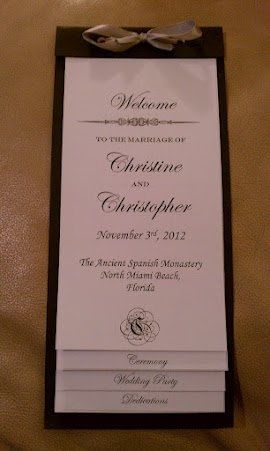 Welcome
TO THE MARRIAGE OF
Christine
AND
Christopher
November 3rd, 2012
The Ancient Spanish Monastery
North Miami Beach,
Florida
C
Ceremony
Wedding Party
Dedications